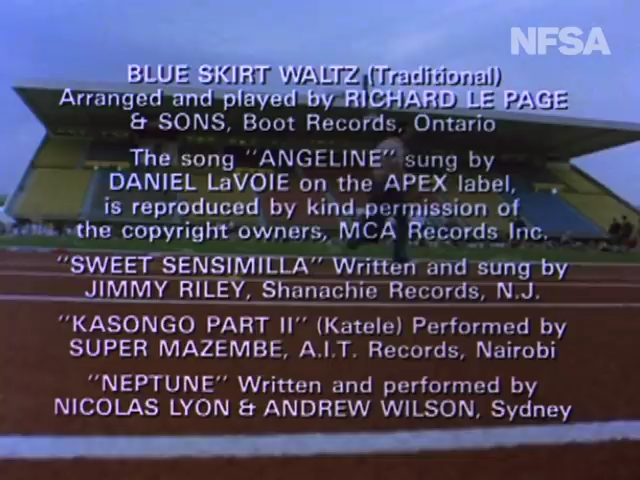 NFSA
BLUE SKIRT WALTZ (Traditional)
Arranged and played by RICHARD LE PAGE
& SONS, Boot Records, Ontario
The song "ANGELINE" sung by
DANIEL LaVOIE on the APEX label,
is reproduced by kind permission of
the copyright owners, MCA Records Inc.
"SWEET SENSIMILLA" Written and sung by
JIMMY RILEY, Shanachie Records, N.J.
"KASONGO PART II" (Katele) Performed by
SUPER MAZEMBE, A.I.T. Records, Nairobi
"NEPTUNE" Written and performed by
NICOLAS LYON & ANDREW WILSON, Sydney